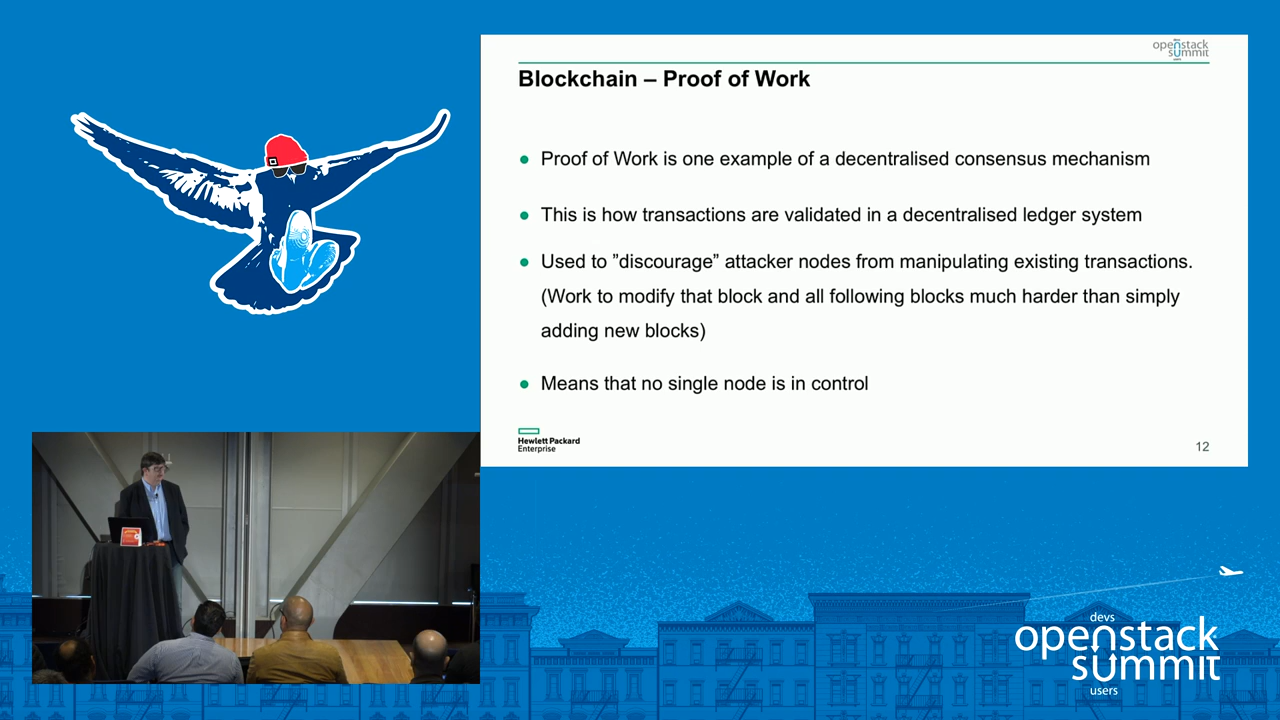 devs
openstack
summit
users
Blockchain – Proof of Work
Proof of Work is one example of a decentralised consensus mechanism
This is how transactions are validated in a decentralised ledger system
Used to ”discourage” attacker nodes from manipulating existing transactions.
(Work to modify that block and all following blocks much harder than simply
adding new blocks)
Means that no single node is in control
Hewlett Packard
Enterprise
12
devs
openstack
summit
users